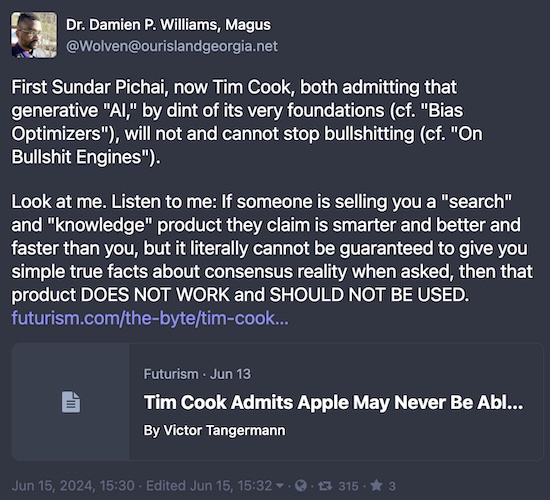 Dr. Damien P. Williams, Magus
@Wolven@ourislandgeorgia.net
First Sundar Pichai, now Tim Cook, both admitting that
generative "AI," by dint of its very foundations (cf. "Bias
Optimizers"), will not and cannot stop bullshitting (cf. "On
Bullshit Engines").
Look at me. Listen to me: If someone is selling you a "search"
and "knowledge" product they claim is smarter and better and
faster than you, but it literally cannot be guaranteed to give you
simple true facts about consensus reality when asked, then that
product DOES NOT WORK and SHOULD NOT BE USED.
futurism.com/the-byte/tim-cook...
Futurism · Jun 13
Tim Cook Admits Apple May Never Be Abl...
By Victor Tangermann
Jun 15, 2024, 15:30 · Edited Jun 15, 15:32 · 315 · 3